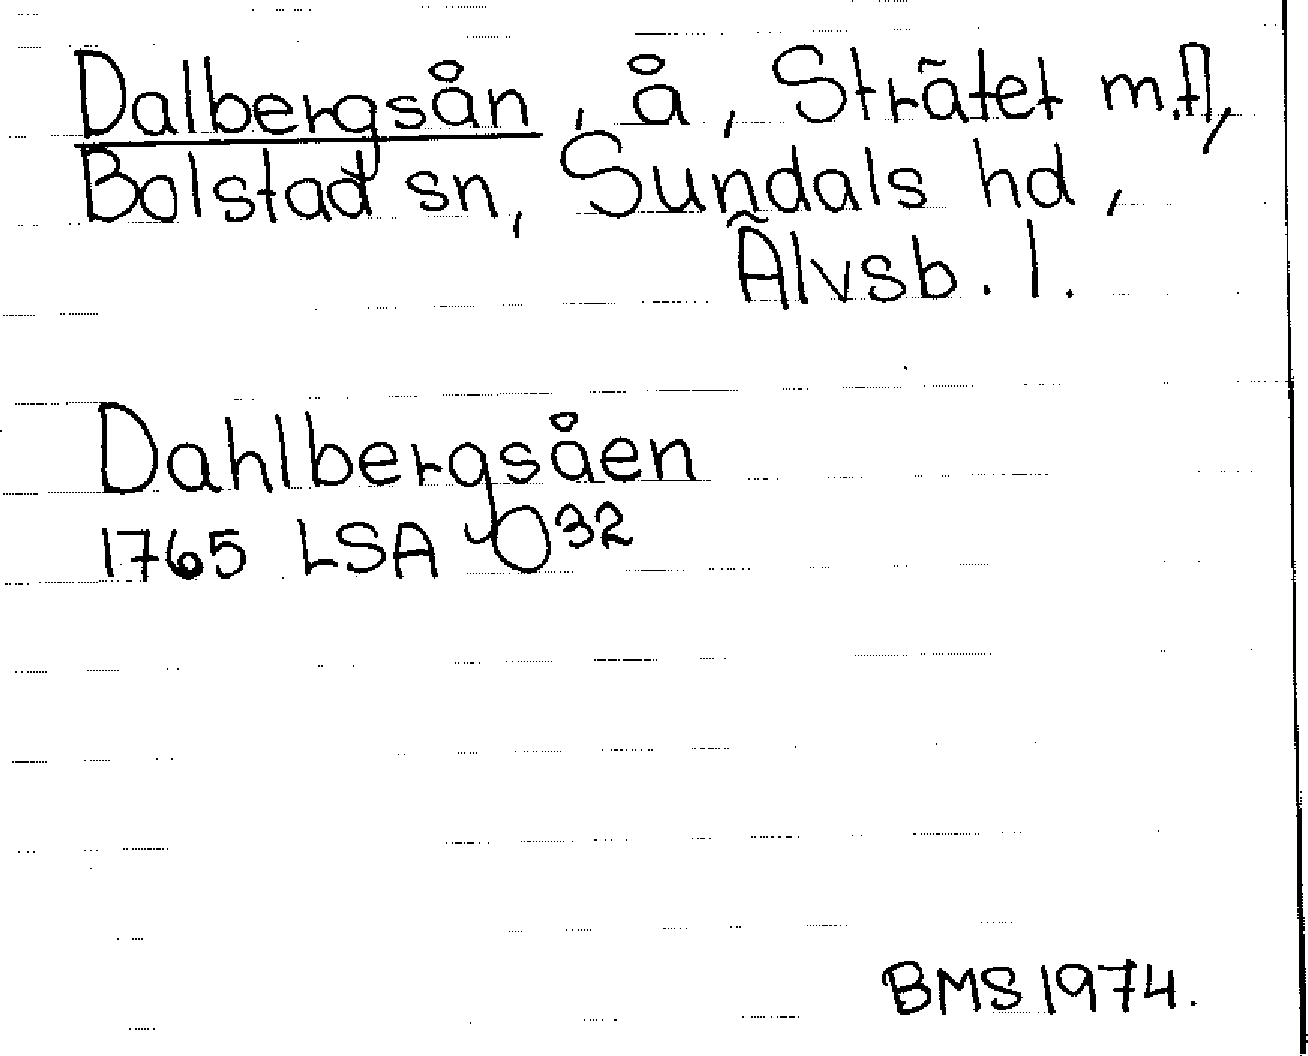 Dalbergsån, å, Strätet m.fl,
Bolstad sn, Sundals hd,
Älvsb. l.
Dahlbergsåen
1765 LSA O32
BMS 1974.